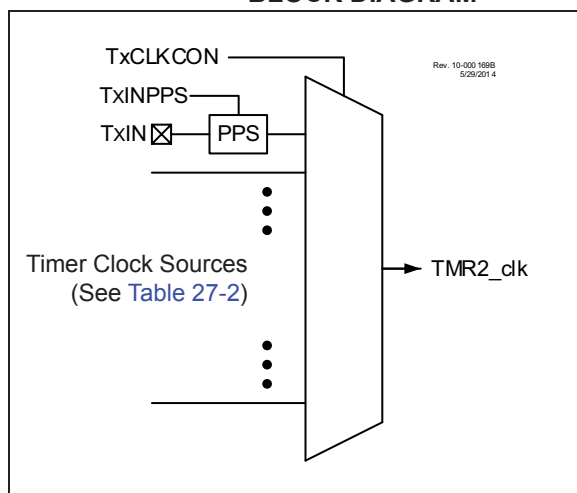 BLOCK DIAGRAM
TxCLKCON
Rev. 10-000 169B
5/29/201 4
TxINPPS
TxIN
PPS
Timer Clock Sources
(See Table 27-2)
TMR2_clk